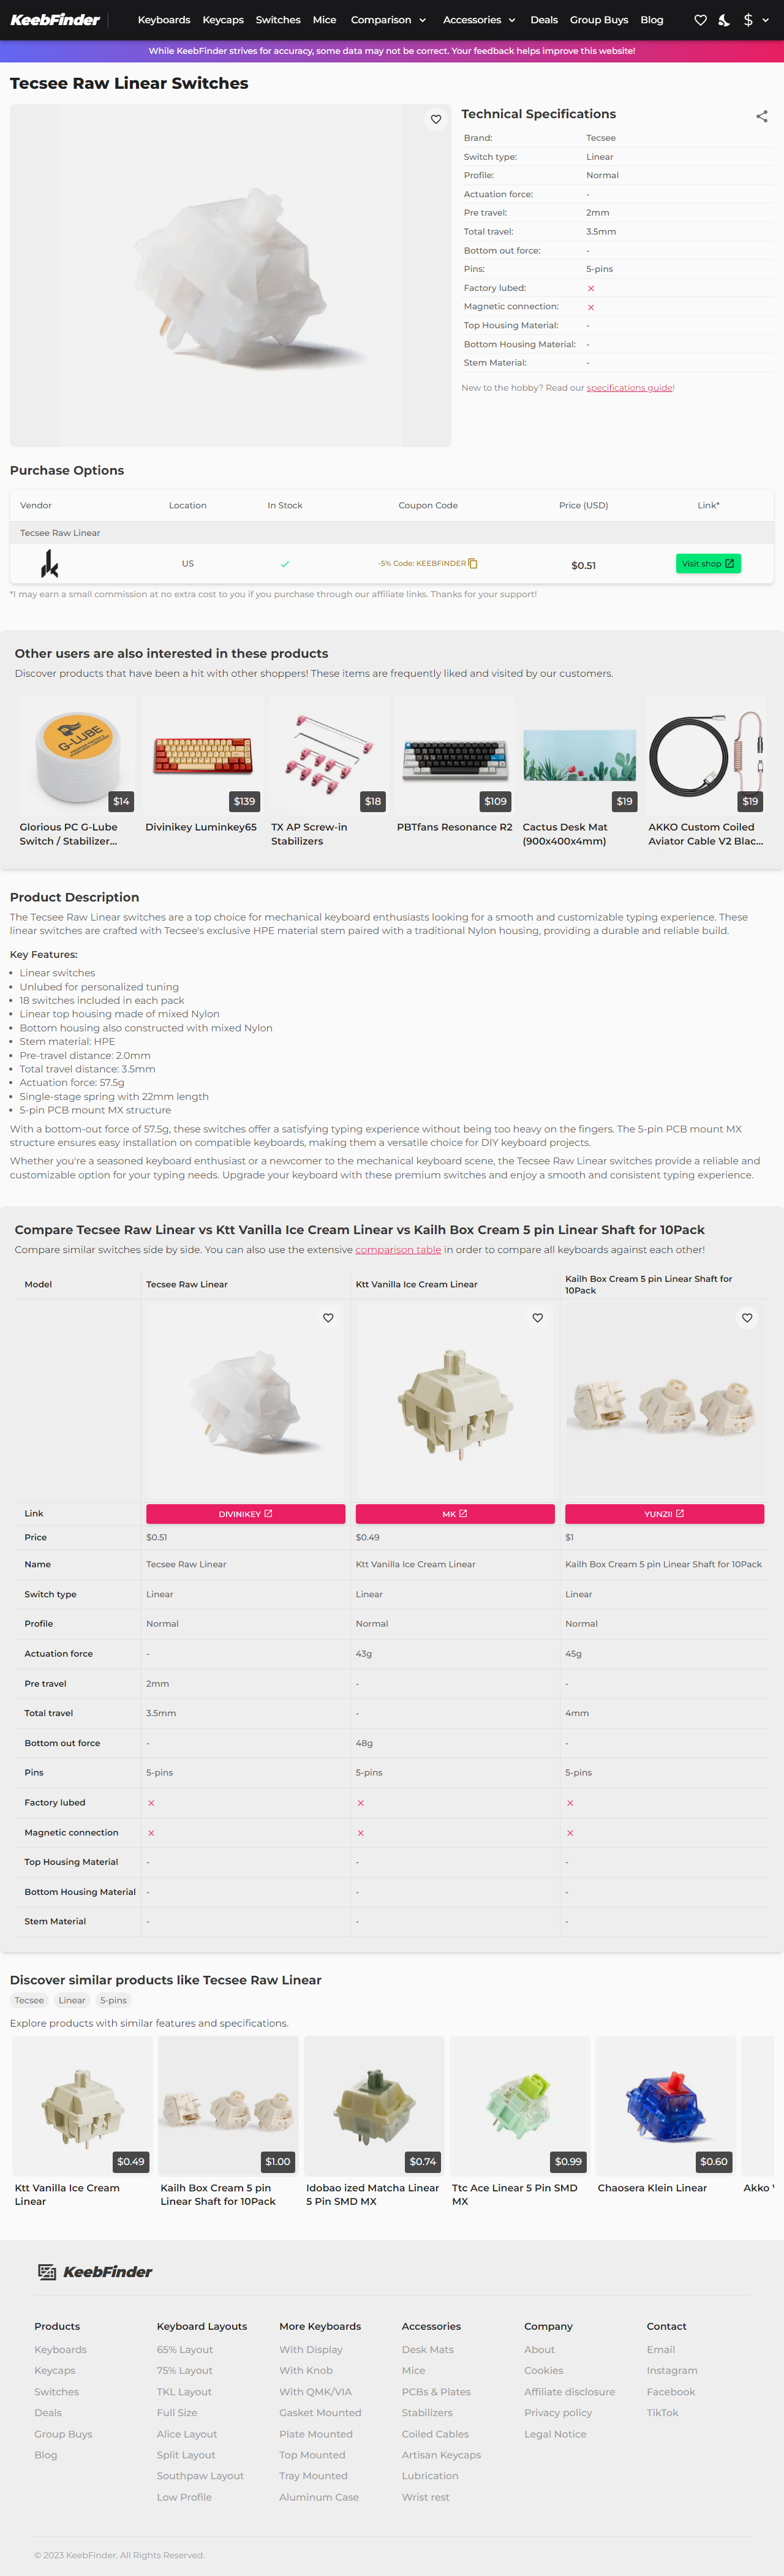 KeebFinder
Keyboards Keycaps Switches Mice Comparison Accessories Deals Group Buys Blog $
While KeebFinder strives for accuracy, some data may not be correct. Your feedback helps improve this website!
Tecsee Raw Linear Switches
Technical Specifications
Brand: Tecsee
Switch type: Linear
Profile: Normal
Actuation force: -
Pre travel: 2mm
Total travel: 3.5mm
Bottom out force: -
Pins: 5-pins
Factory lubed:
Magnetic connection:
Top Housing Material: -
Bottom Housing Material: -
Stem Material: -
New to the hobby? Read our specifications guide!
Purchase Options
Vendor Location In Stock Coupon Code Price (USD) Link*
Tecsee Raw Linear
US -5% Code: KEEBFINDER $0.51 Visit shop
*I may earn a small commission at no extra cost to you if you purchase through our affiliate links. Thanks for your support!
Other users are also interested in these products
Discover products that have been a hit with other shoppers! These items are frequently liked and visited by our customers.
G-LUBE
$14 $139 $18 $109 $19 $19
Glorious PC G-Lube Divinikey Luminkey65 TX AP Screw-in PBTfans Resonance R2 Cactus Desk Mat AKKO Custom Coiled
Switch / Stabilizer... Stabilizers (900x400x4mm) Aviator Cable V2 Blac...
Product Description
The Tecsee Raw Linear switches are a top choice for mechanical keyboard enthusiasts looking for a smooth and customizable typing experience. These
linear switches are crafted with Tecsee's exclusive HPE material stem paired with a traditional Nylon housing, providing a durable and reliable build.
Key Features:
• Linear switches
• Unlubed for personalized tuning
• 18 switches included in each pack
• Linear top housing made of mixed Nylon
• Bottom housing also constructed with mixed Nylon
• Stem material: HPE
• Pre-travel distance: 2.0mm
• Total travel distance: 3.5mm
• Actuation force: 57.5g
• Single-stage spring with 22mm length
• 5-pin PCB mount MX structure
With a bottom-out force of 57.5g, these switches offer a satisfying typing experience without being too heavy on the fingers. The 5-pin PCB mount MX
structure ensures easy installation on compatible keyboards, making them a versatile choice for DIY keyboard projects.
Whether you're a seasoned keyboard enthusiast or a newcomer to the mechanical keyboard scene, the Tecsee Raw Linear switches provide a reliable and
customizable option for your typing needs. Upgrade your keyboard with these premium switches and enjoy a smooth and consistent typing experience.
Compare Tecsee Raw Linear vs Ktt Vanilla Ice Cream Linear vs Kailh Box Cream 5 pin Linear Shaft for 10Pack
Compare similar switches side by side. You can also use the extensive comparison table in order to compare all keyboards against each other!
Model Tecsee Raw Linear Ktt Vanilla Ice Cream Linear Kailh Box Cream 5 pin Linear Shaft for
10Pack
Link DIVINIKEY MK YUNZII
Price $0.51 $0.49 $1
Name Tecsee Raw Linear Ktt Vanilla Ice Cream Linear Kailh Box Cream 5 pin Linear Shaft for 10Pack
Switch type Linear Linear Linear
Profile Normal Normal Normal
Actuation force - 43g 45g
Pre travel 2mm - -
Total travel 3.5mm - 4mm
Bottom out force - 48g -
Pins 5-pins 5-pins 5-pins
Factory lubed
Magnetic connection
Top Housing Material - - -
Bottom Housing Material - - -
Stem Material - - -
Discover similar products like Tecsee Raw Linear
Tecsee Linear 5-pins
Explore products with similar features and specifications.
$0.49 $1.00 $0.74 $0.99 $0.60
Ktt Vanilla Ice Cream Kailh Box Cream 5 pin Idobao ized Matcha Linear Ttc Ace Linear 5 Pin SMD Chaosera Klein Linear Akko
Linear Linear Shaft for 10Pack 5 Pin SMD MX MX
KeebFinder
Products Keyboard Layouts More Keyboards Accessories Company Contact
Keyboards 65% Layout With Display Desk Mats About Email
Keycaps 75% Layout With Knob Mice Cookies Instagram
Switches TKL Layout With QMK/VIA PCBs & Plates Affiliate disclosure Facebook
Deals Full Size Gasket Mounted Stabilizers Privacy policy TikTok
Group Buys Alice Layout Plate Mounted Coiled Cables Legal Notice
Blog Split Layout Top Mounted Artisan Keycaps
Southpaw Layout Tray Mounted Lubrication
Low Profile Aluminum Case Wrist rest
© 2023 KeebFinder. All Rights Reserved.